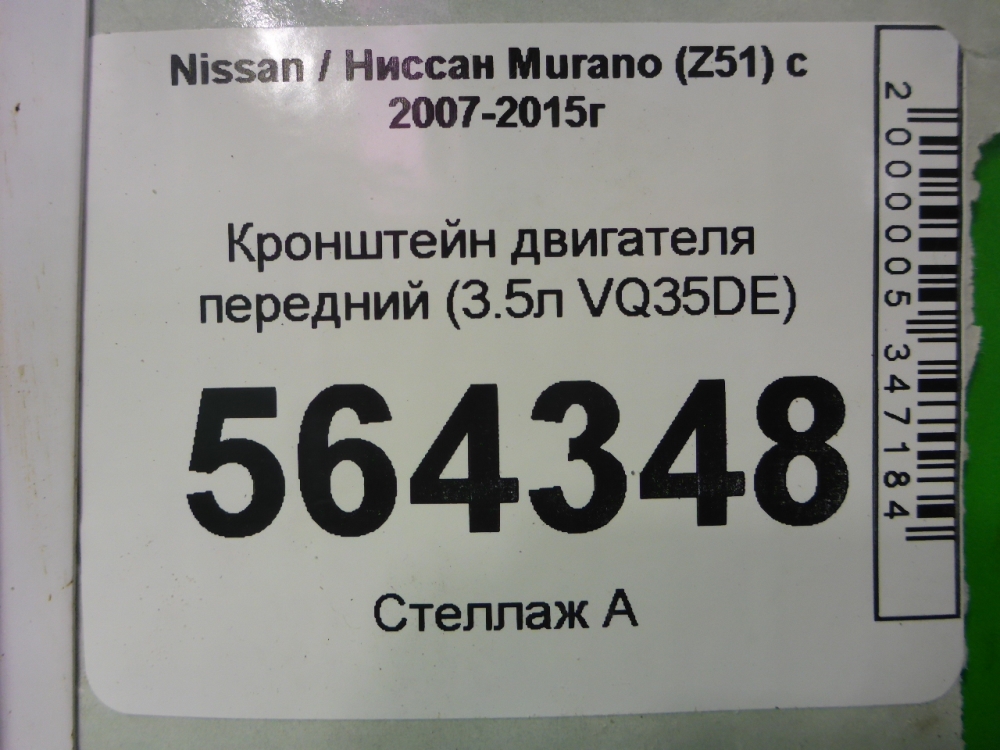 Nissan / Ниссан Murano (Z51) с
2007-2015г
Кронштейн двигателя
передний (3.5л VQ35DE)
564348
Стеллаж А
2000005347184